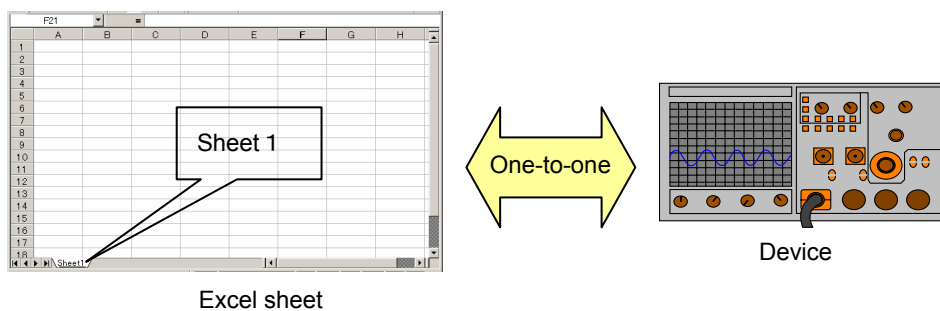 F21 =
A B C D E F G H
1
2
3
4
5
6
7
8
9
10
11
12
13
14
15
16
17
18
Sheet 1
Sheet1
Excel sheet
One-to-one
Device